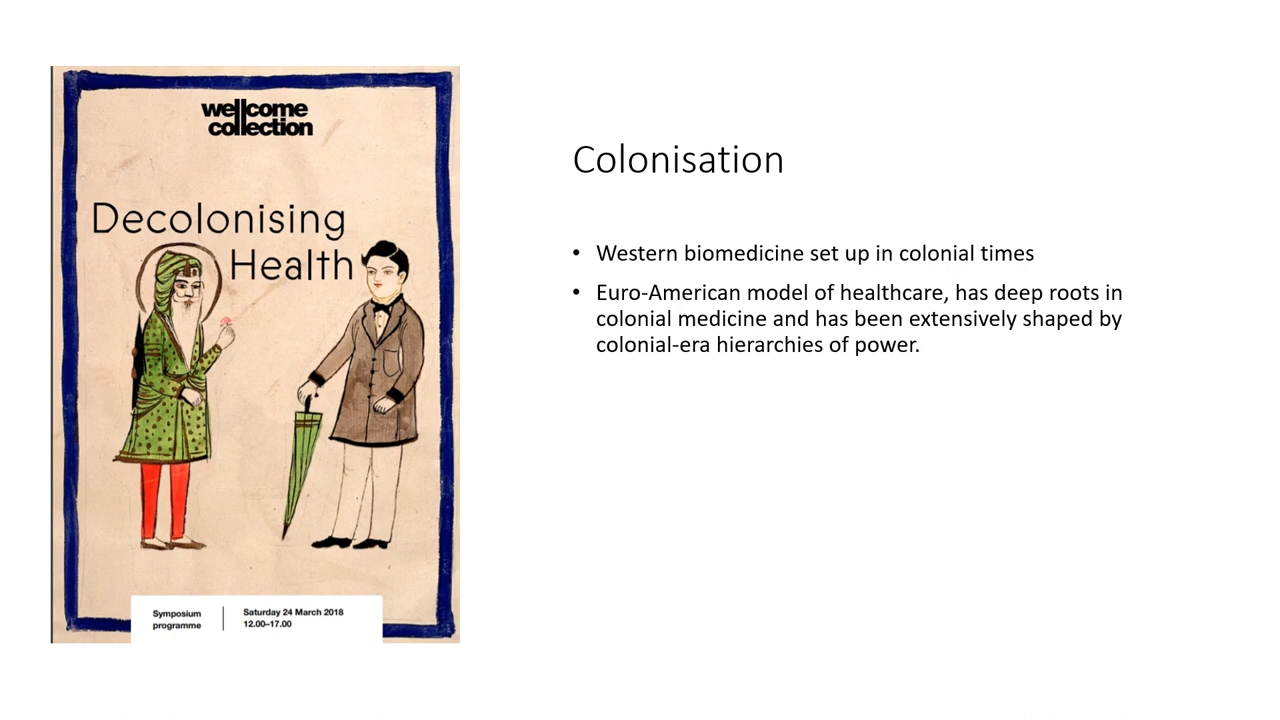 wellcome
collection
Decolonising
Health
Symposium
programme
Saturday 24 March 2018
12.00–17.00
Colonisation
• Western biomedicine set up in colonial times
• Euro-American model of healthcare, has deep roots in
colonial medicine and has been extensively shaped by
colonial-era hierarchies of power.